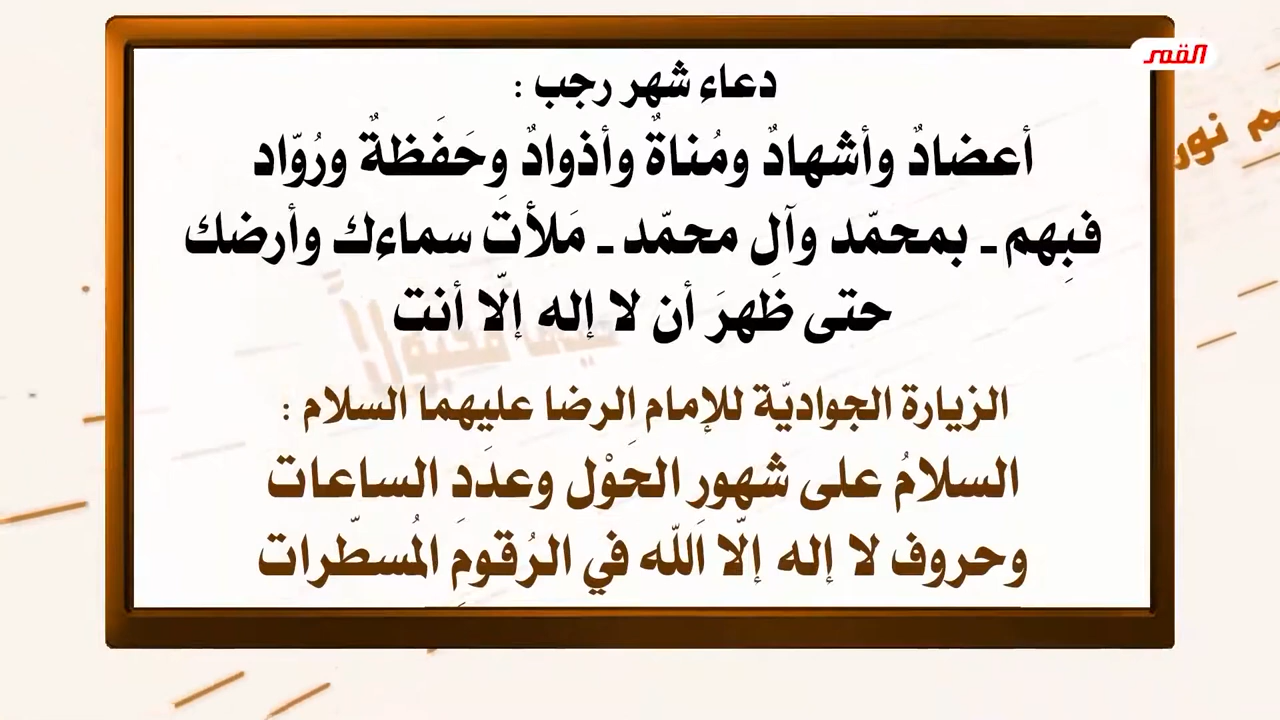 القمر
دعاء شهر رجب :
أعضادٌ وأشهادٌ ومُناةٌ وأذوادٌ وحَفَظةٌ ورُوّاد
فبِهم ـ بمحمّد وآلِ محمّد ـ مَلأتَ سماءك وأرضك
حتى ظَهرَ أن لا إله إلّا أنت
الزيارة الجواديّة للإمام الرضا عليهما السلام :
السلامُ على شهورِ الحَوْل وعدَدِ الساعات
وحروف لا إله إلّا اَللّه في الرُقومِ المُسطّرات